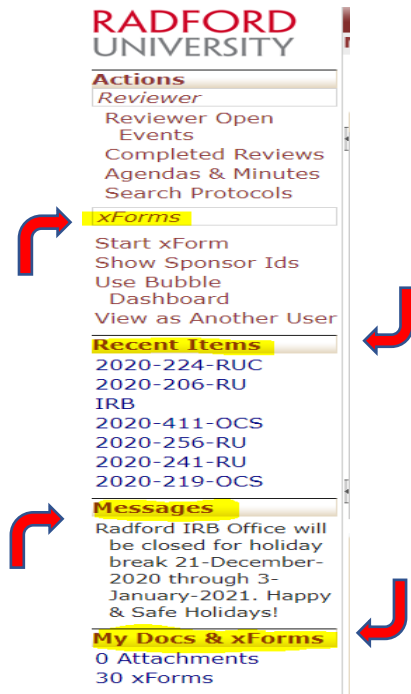 RADFORD
UNIVERSITY
Actions
Reviewer
Reviewer Open
Events
Completed Reviews
Agendas & Minutes
Search Protocols
xForms
Start xForm
Show Sponsor Ids
Use Bubble
Dashboard
View as Another User
Recent Items
2020-224-RUC
2020-206-RU
IRB
2020-411-OCS
2020-256-RU
2020-241-RU
2020-219-OCS
Messages
Radford IRB Office will
be closed for holiday
break 21-December-
2020 through 3-
January-2021. Happy
& Safe Holidays!
My Docs & xForms
0 Attachments
30 xForms